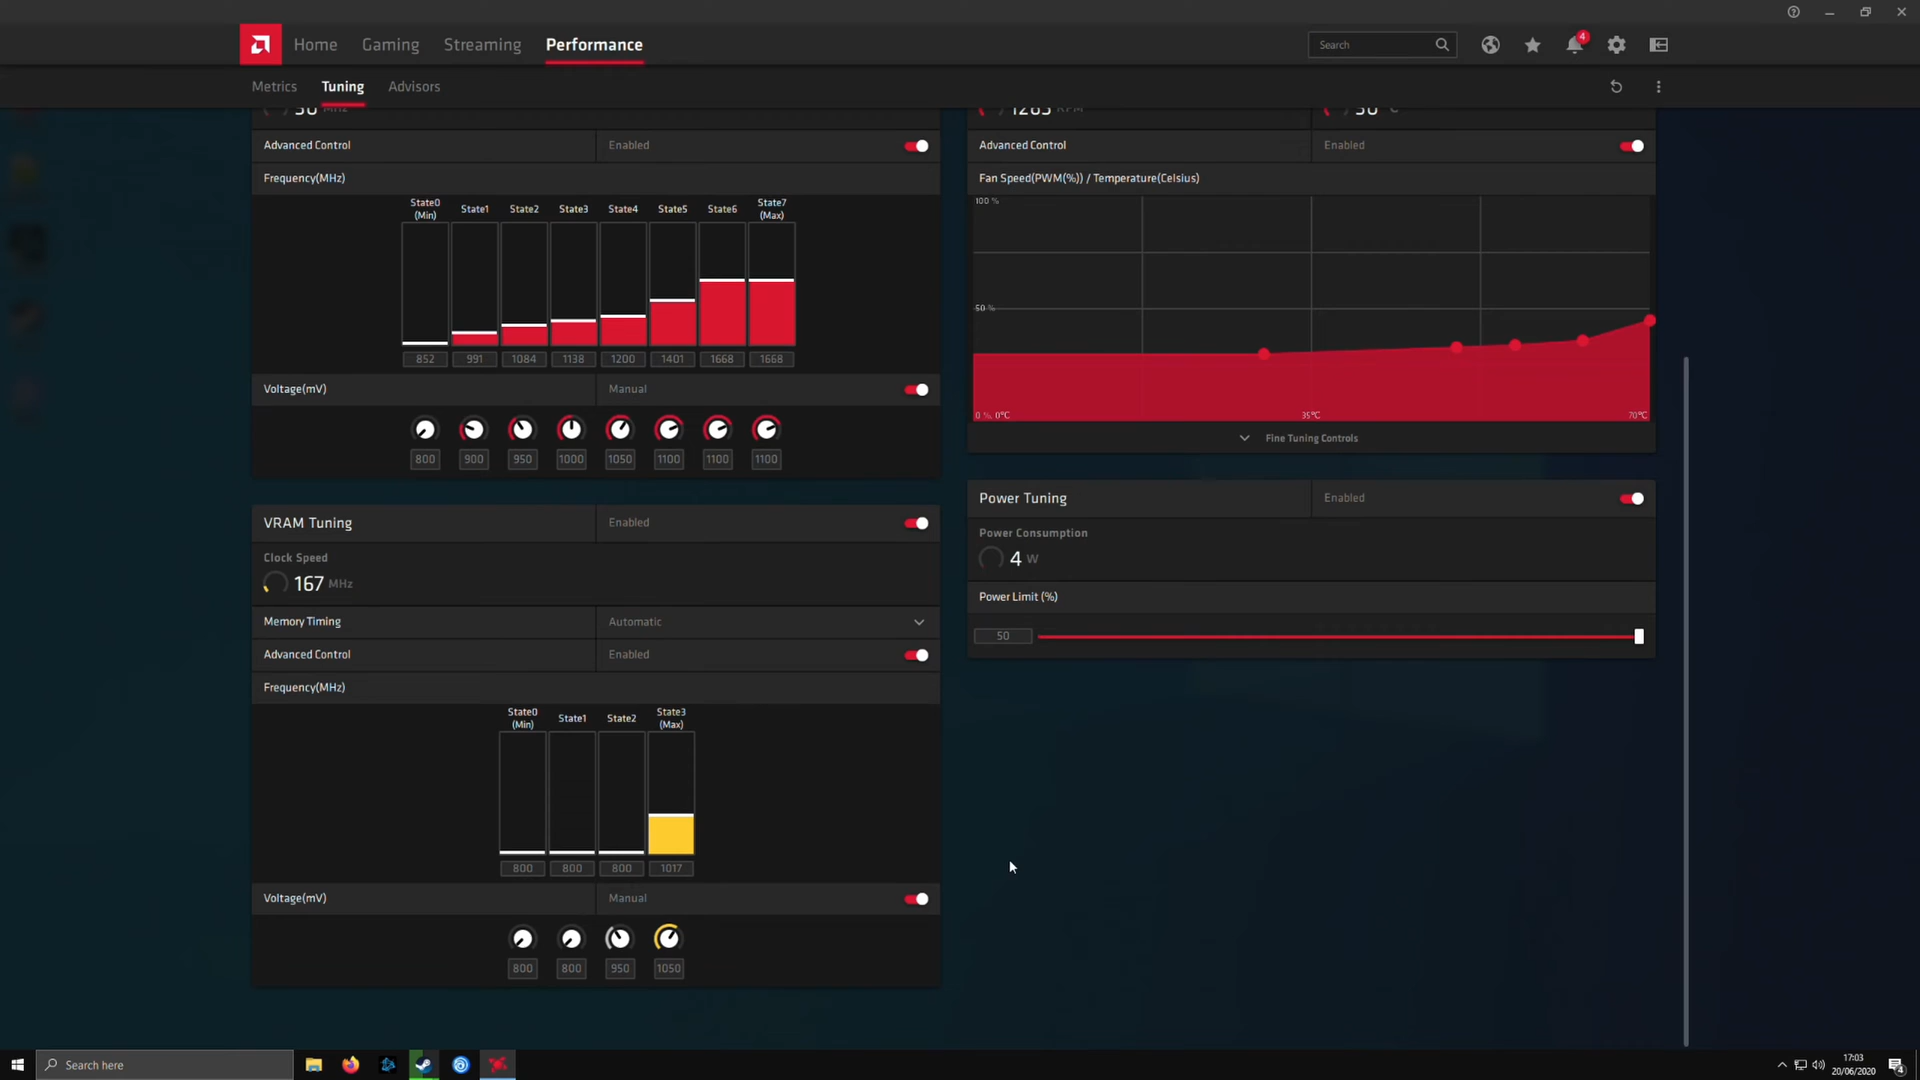 Home Gaming Streaming Performance
Search
4
Metrics Tuning Advisors
Advanced Control Enabled
Frequency(MHz)
State0 (Min) State1 State2 State3 State4 State5 State6 State7 (Max)
852 991 1084 1138 1200 1401 1668 1668
Voltage(mV) Manual
800 900 950 1000 1050 1100 1100 1100
VRAM Tuning Enabled
Clock Speed
167 MHz
Memory Timing Automatic
Advanced Control Enabled
Frequency(MHz)
State0 (Min) State1 State2 State3 (Max)
800 800 800 1017
Voltage(mV) Manual
800 800 950 1050
Advanced Control Enabled
Fan Speed(PWM(%)) / Temperature(Celsius)
100 %
50 %
0 %, 0°C 35°C 70°C
Fine Tuning Controls
Power Tuning Enabled
Power Consumption
4 W
Power Limit (%)
50
Search here
17:03
20/06/2020
4